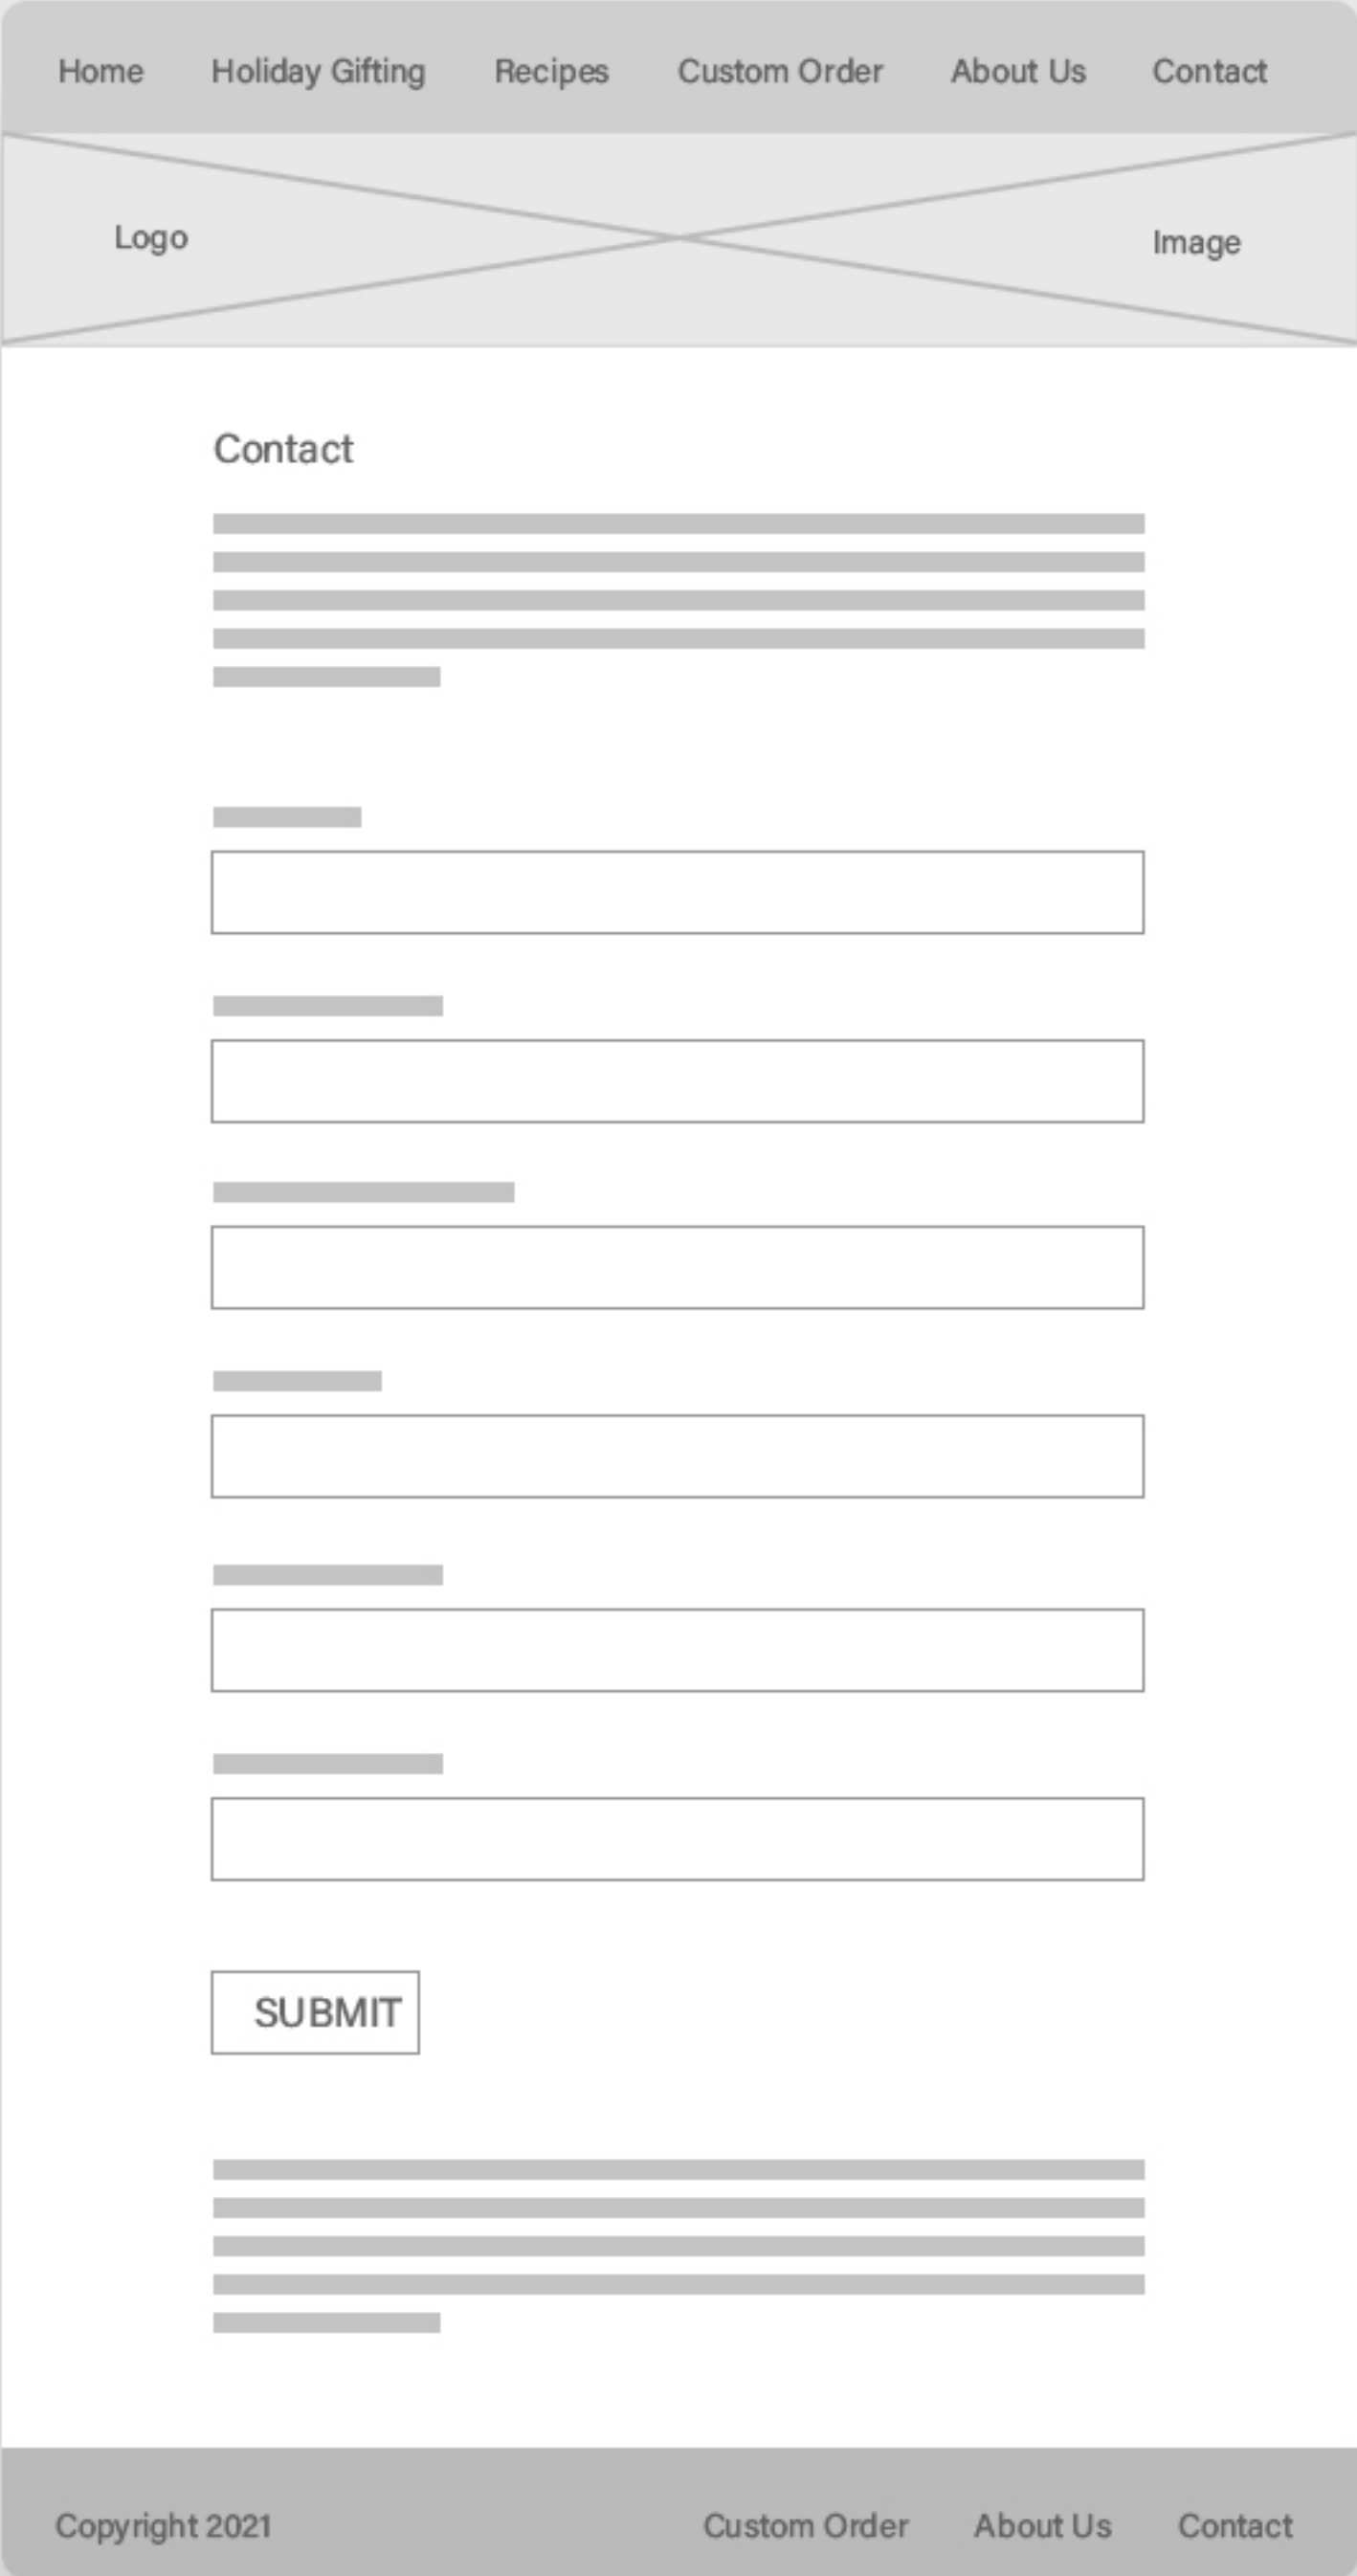 Home Holiday Gifting Recipes Custom Order About Us Contact
Logo Image
Contact
SUBMIT
Copyright 2021 Custom Order About Us Contact